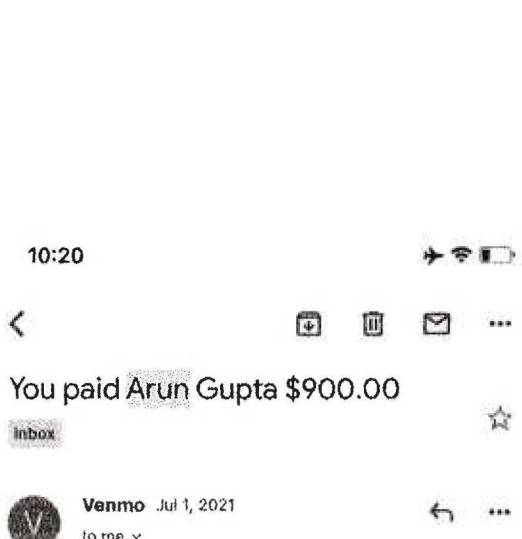 10:20
You paid Arun Gupta $900.00
Inbox
V
Venmo Jul 1, 2021
to me